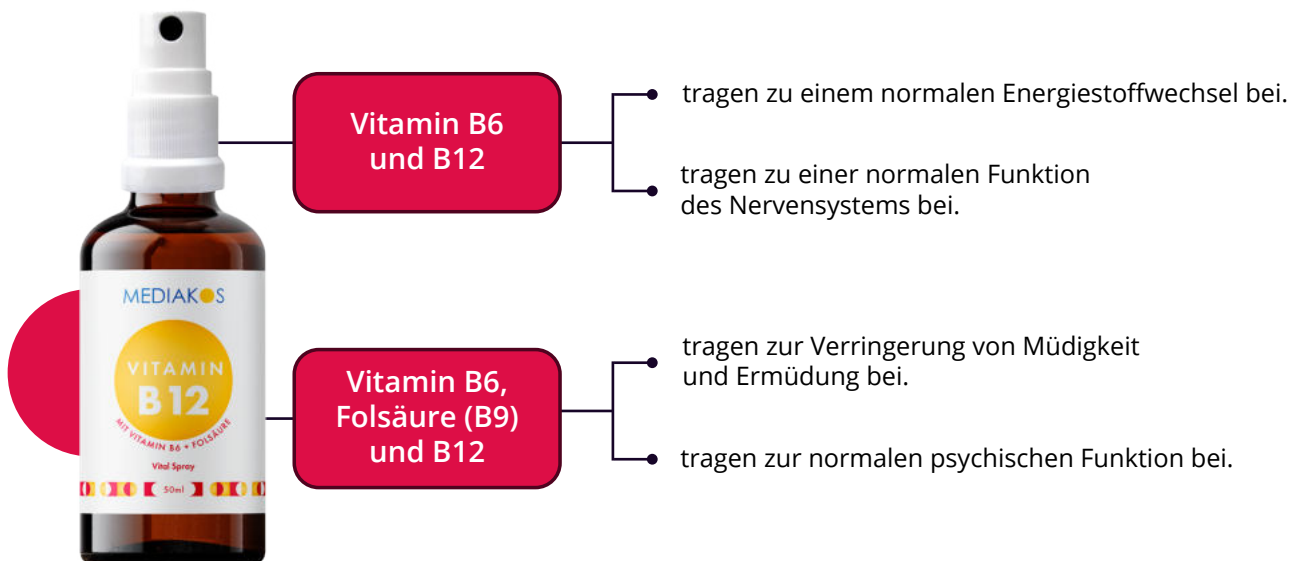 Vitamin B6
und B12
tragen zu einem normalen Energiestoffwechsel bei.
tragen zu einer normalen Funktion
des Nervensystems bei.
MEDIAKOS
VITAMIN
B12
MIT VITAMIN B6 + FOLSÄURE
Vital Spray
50ml
Vitamin B6,
Folsäure (B9)
und B12
tragen zur Verringerung von Müdigkeit
und Ermüdung bei.
tragen zur normalen psychischen Funktion bei.